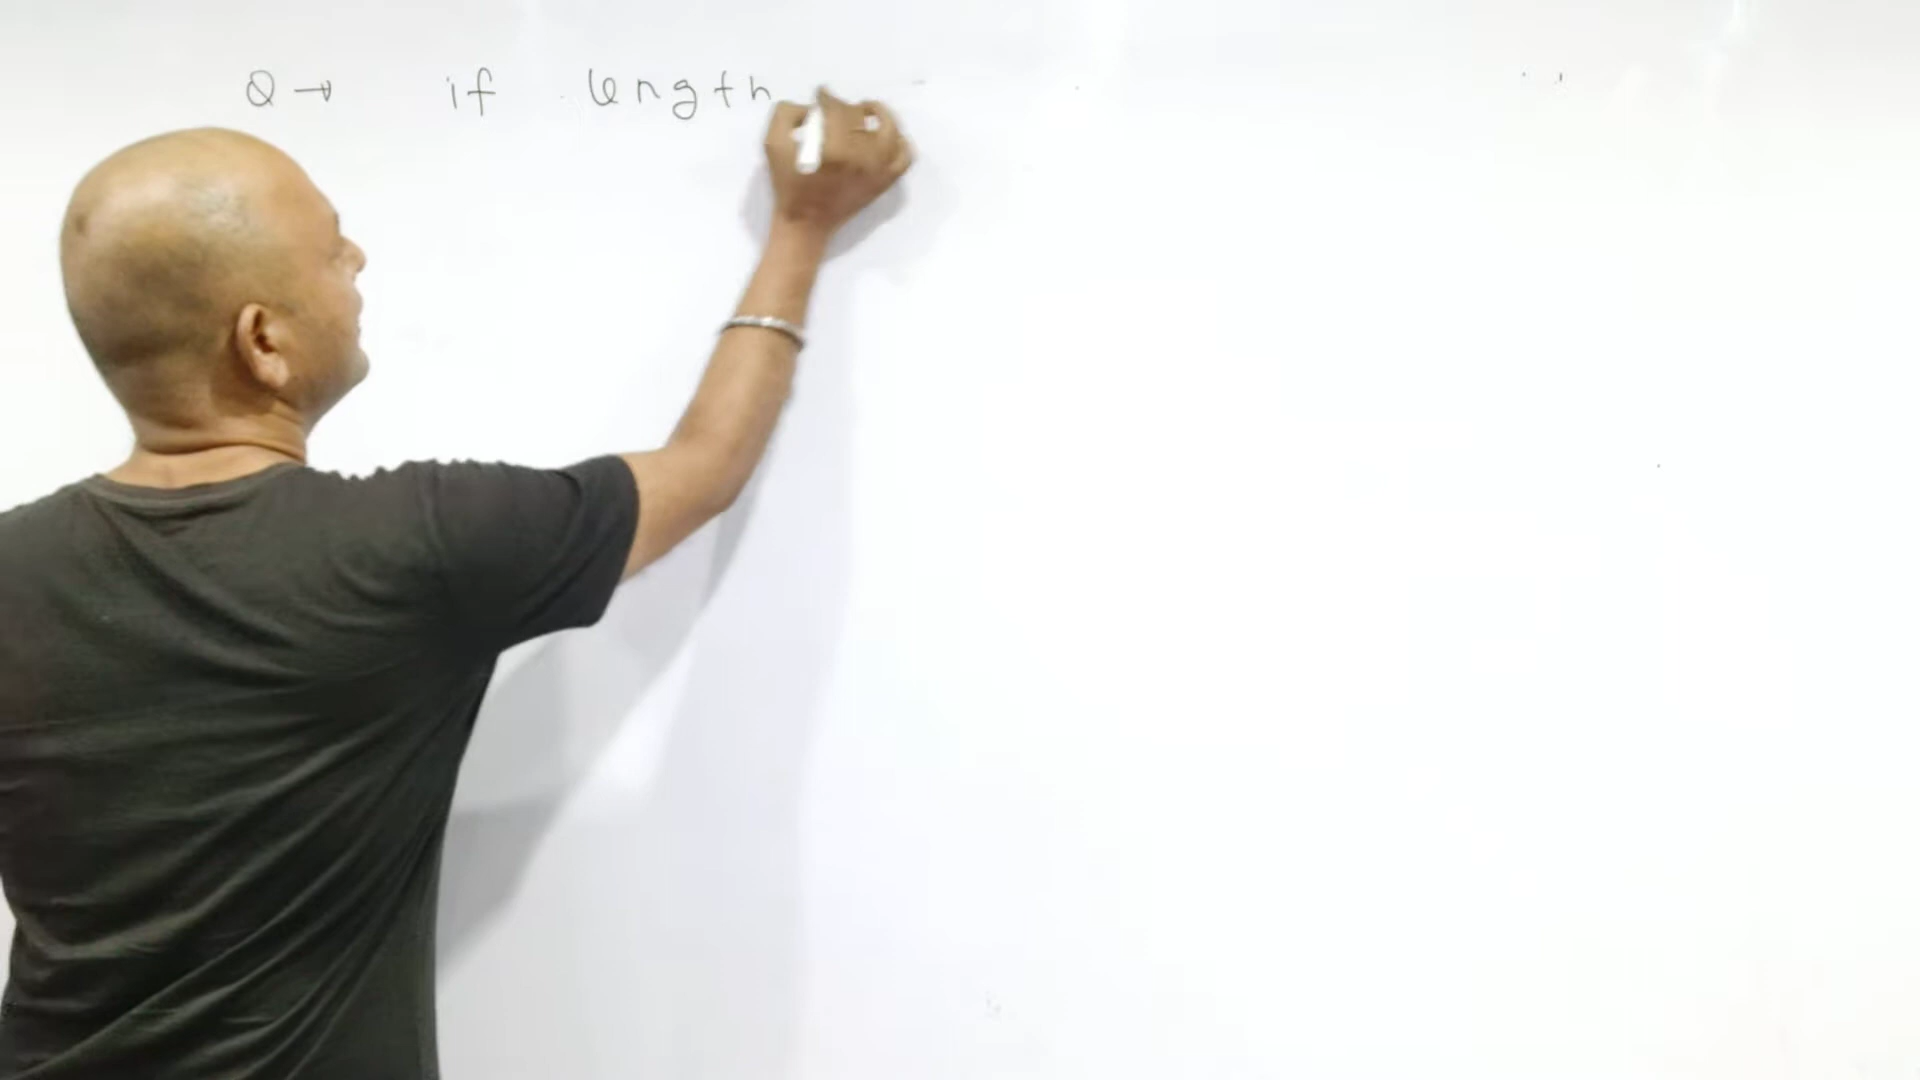 Q → if length